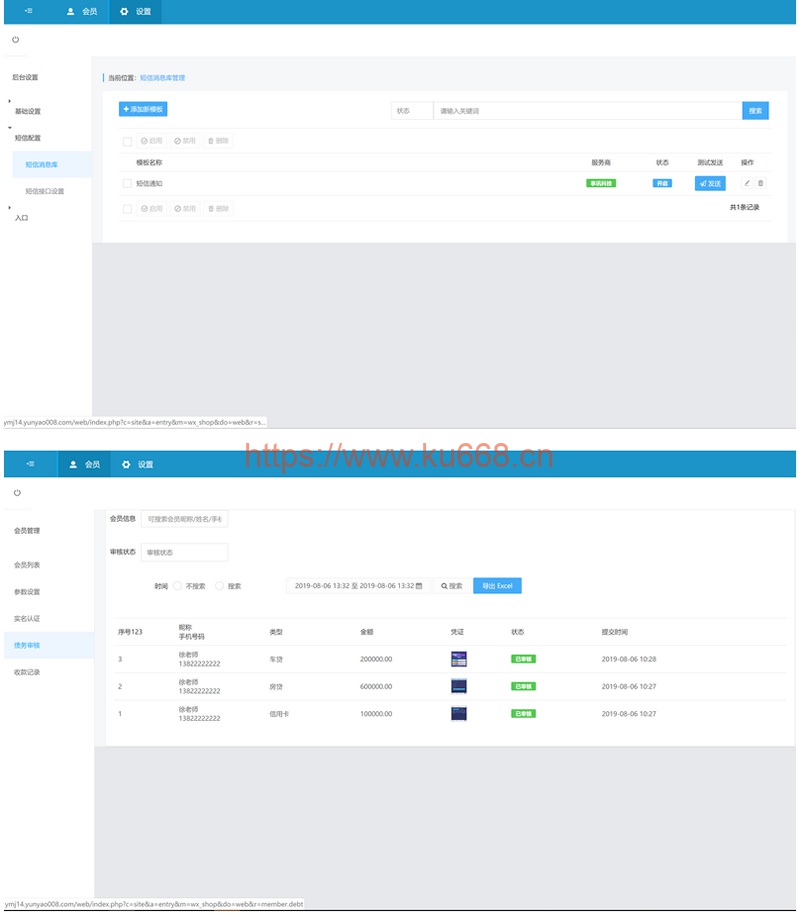 会员 设置
后台设置
当前位置：短信消息库管理
基础设置
短信配置
短信消息库
短信接口设置
入口
+ 添加新模板 状态 请输入关键词 搜索
启用 禁用 删除
模板名称 服务商 状态 测试发送 操作
短信通知 开启 发送
启用 禁用 删除 共1条记录
ymj14.yunyao008.com/web/index.php?c=site&a=entry&m=wx_shop&do=web&r=s...
https://www.ku668.cn
会员 设置
会员管理
会员列表
参数设置
实名认证
债务审核
收款记录
会员信息 可搜索会员昵称/姓名/手机
审核状态 审核状态
时间 不搜索 搜索 2019-08-06 13:32 至 2019-08-06 13:32 搜索 导出 Excel
序号123 昵称 手机号码 类型 金额 凭证 状态 提交时间
3 徐老师 13822222222 车贷 200000.00 已审核 2019-08-06 10:28
2 徐老师 13822222222 房贷 600000.00 已审核 2019-08-06 10:27
1 徐老师 13822222222 信用卡 100000.00 已审核 2019-08-06 10:27
ymj14.yunyao008.com/web/index.php?c=site&a=entry&m=wx_shop&do=web&r=member.debt